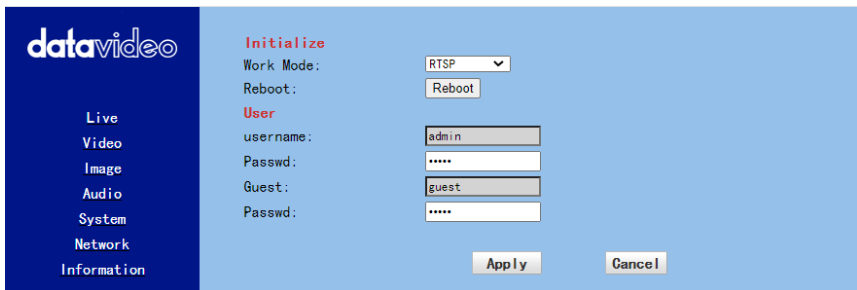 datavideo
Live
Video
Image
Audio
System
Network
Information
Initialize
Work Mode: RTSP
Reboot: Reboot
User
username: admin
Passwd: •••••
Guest: guest
Passwd: •••••
Apply Cancel